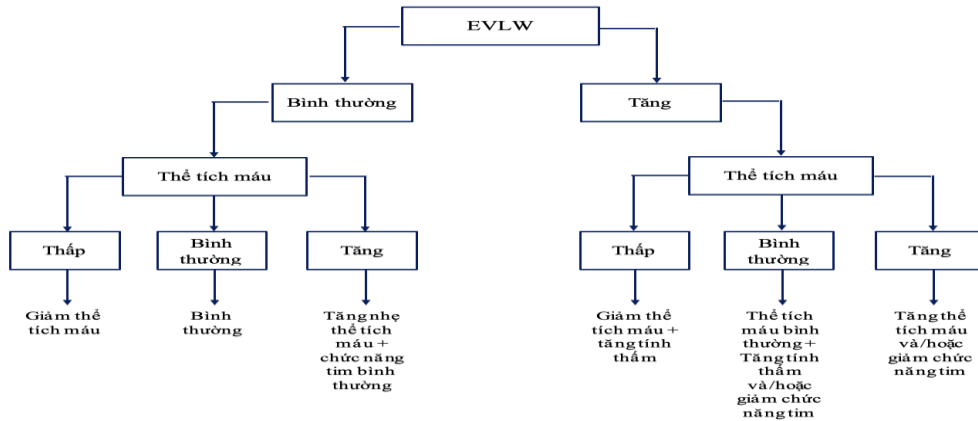 EVLW
Bình thường
Tăng
Thể tích máu
Thể tích máu
Thấp
Bình
thường
Tăng
Thấp
Bình
thường
Tăng
Giảm thể
tích máu
Bình
thường
Tăng nhẹ
thể tích
máu +
chức năng
tim bình
thường
Giảm thể
tích máu +
tăng tính
thấm
Thể tích
máu bình
thường +
Tăng tính
thấm
và/hoặc
giảm chức
năng tim
Tăng thể
tích máu
và/hoặc
giảm chức
năng tim